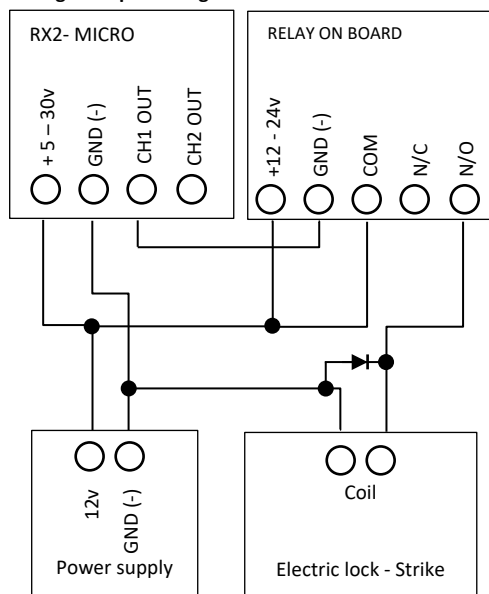 RX2- MICRO
RELAY ON BOARD
+ 5 – 30v
GND (-)
CH1 OUT
CH2 OUT
+12 - 24v
GND (-)
COM
N/C
N/O
12v
GND (-)
Power supply
Coil
Electric lock - Strike